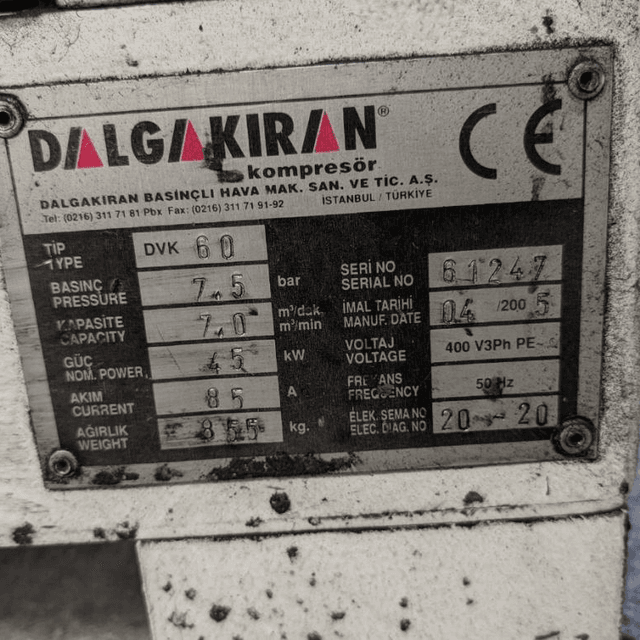 DALGAKIRAN®
kompresör
CE
DALGAKIRAN BASINÇLI HAVA MAK. SAN. VE TİC. A.Ş.
Tel: (0216) 311 71 81 Pbx Fax: (0216) 311 71 91-92 İSTANBUL / TÜRKİYE
TİP
TYPE
DVK 60
BASINÇ
PRESSURE
7.5 bar
KAPASİTE
CAPACITY
7.0 m³/dak.
m³/min
GÜÇ
NOM. POWER
45 kW
AKIM
CURRENT
85 A
AĞIRLIK
WEIGHT
855 kg.
SERİ NO
SERIAL NO
61247
İMAL TARİHİ
MANUF. DATE
04 /2005
VOLTAJ
VOLTAGE
400 V3Ph PE~
FREKANS
FREQUENCY
50 Hz
ELEK. ŞEMA NO
ELEC. DIAG. NO
20 - 20